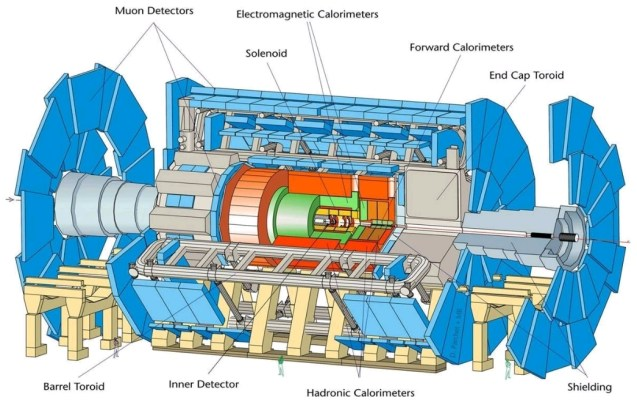 Muon Detectors
Electromagnetic Calorimeters
Solenoid
Forward Calorimeters
End Cap Toroid
Barrel Toroid
Inner Detector
Hadronic Calorimeters
Shielding